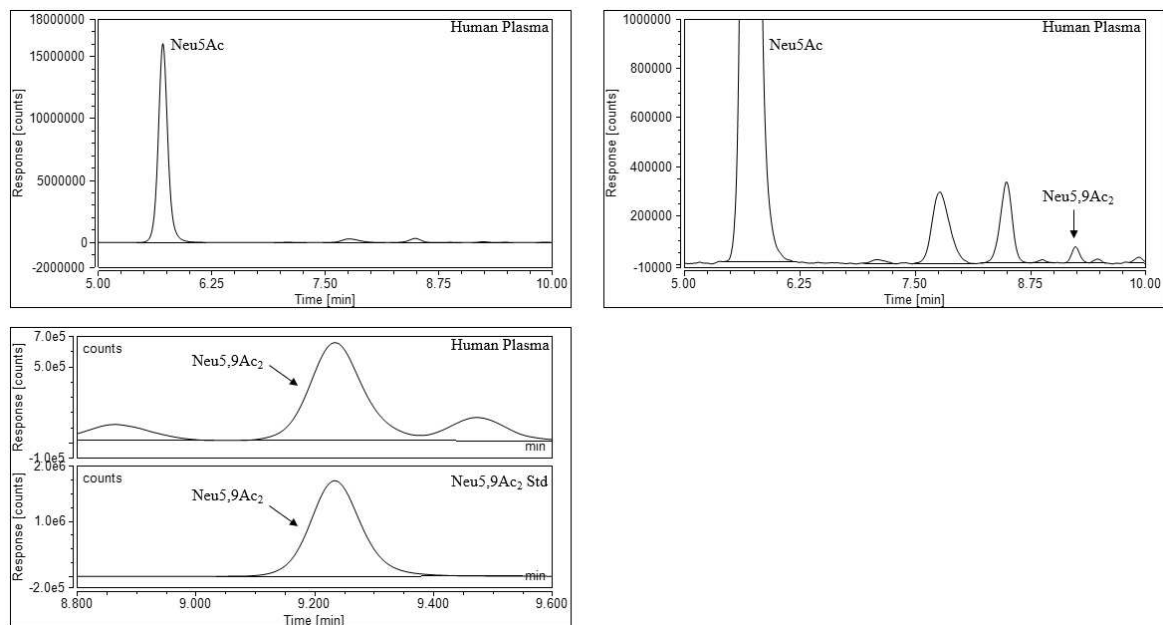 18000000
Human Plasma
Neu5Ac
15000000
10000000
5000000
0
-2000000
Response [counts]
5.00 6.25 7.50 8.75 10.00
Time [min]
1000000
Human Plasma
Neu5Ac
800000
600000
400000
200000
-10000
Neu5,9Ac₂
Response [counts]
5.00 6.25 7.50 8.75 10.00
Time [min]
7.0e5
counts
Human Plasma
5.0e5
Neu5,9Ac₂
-1.0e5
min
Response [counts]
2.0e6
counts
Neu5,9Ac₂ Std
Neu5,9Ac₂
1.0e6
-2.0e5
min
Response [counts]
8.800 9.000 9.200 9.400 9.600
Time [min]